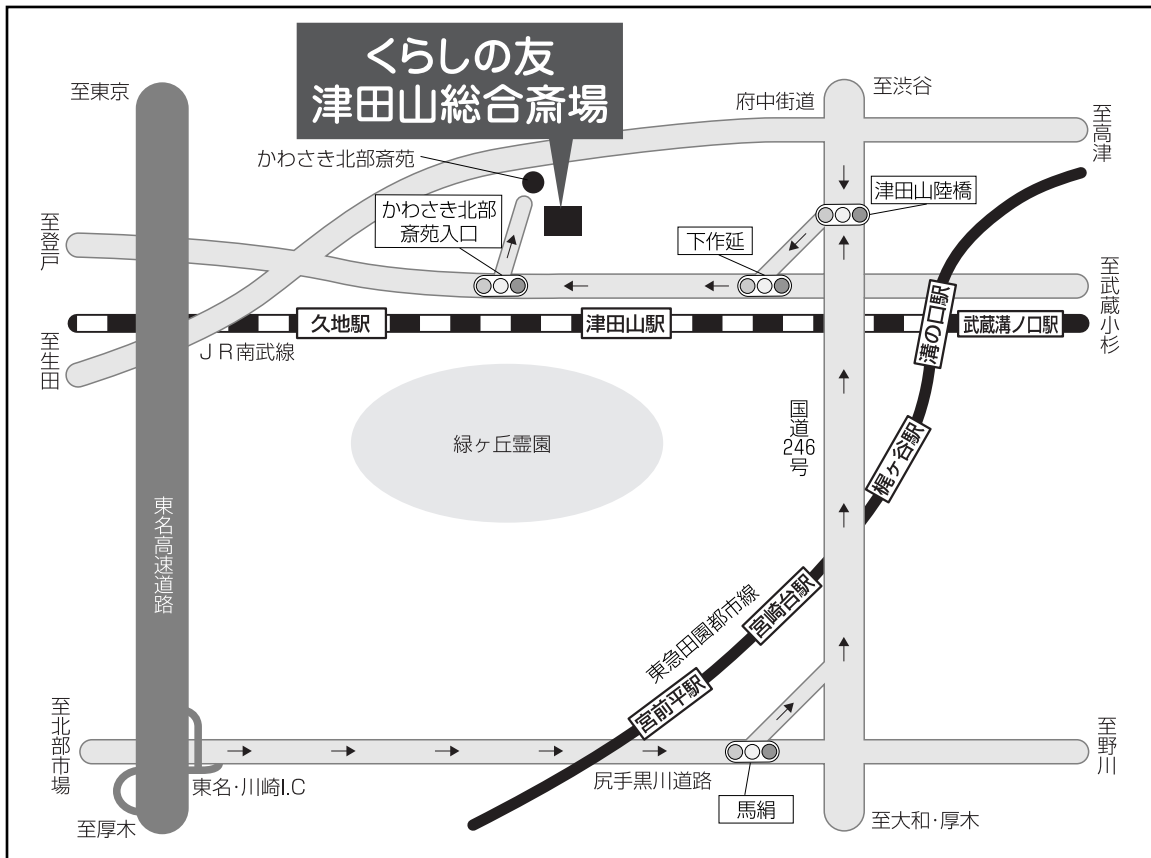 くらしの友
津田山総合斎場
至東京
府中街道
至渋谷
至高津
かわさき北部斎苑
かわさき北部
斎苑入口
津田山陸橋
下作延
至登戸
至武蔵小杉
久地駅
津田山駅
溝の口駅
武蔵溝ノ口駅
至生田
JR南武線
緑ヶ丘霊園
国道
246
号
梶ヶ谷駅
東名高速道路
宮崎台駅
東急田園都市線
宮前平駅
至北部市場
至野川
東名・川崎I.C
尻手黒川道路
馬絹
至厚木
至大和・厚木